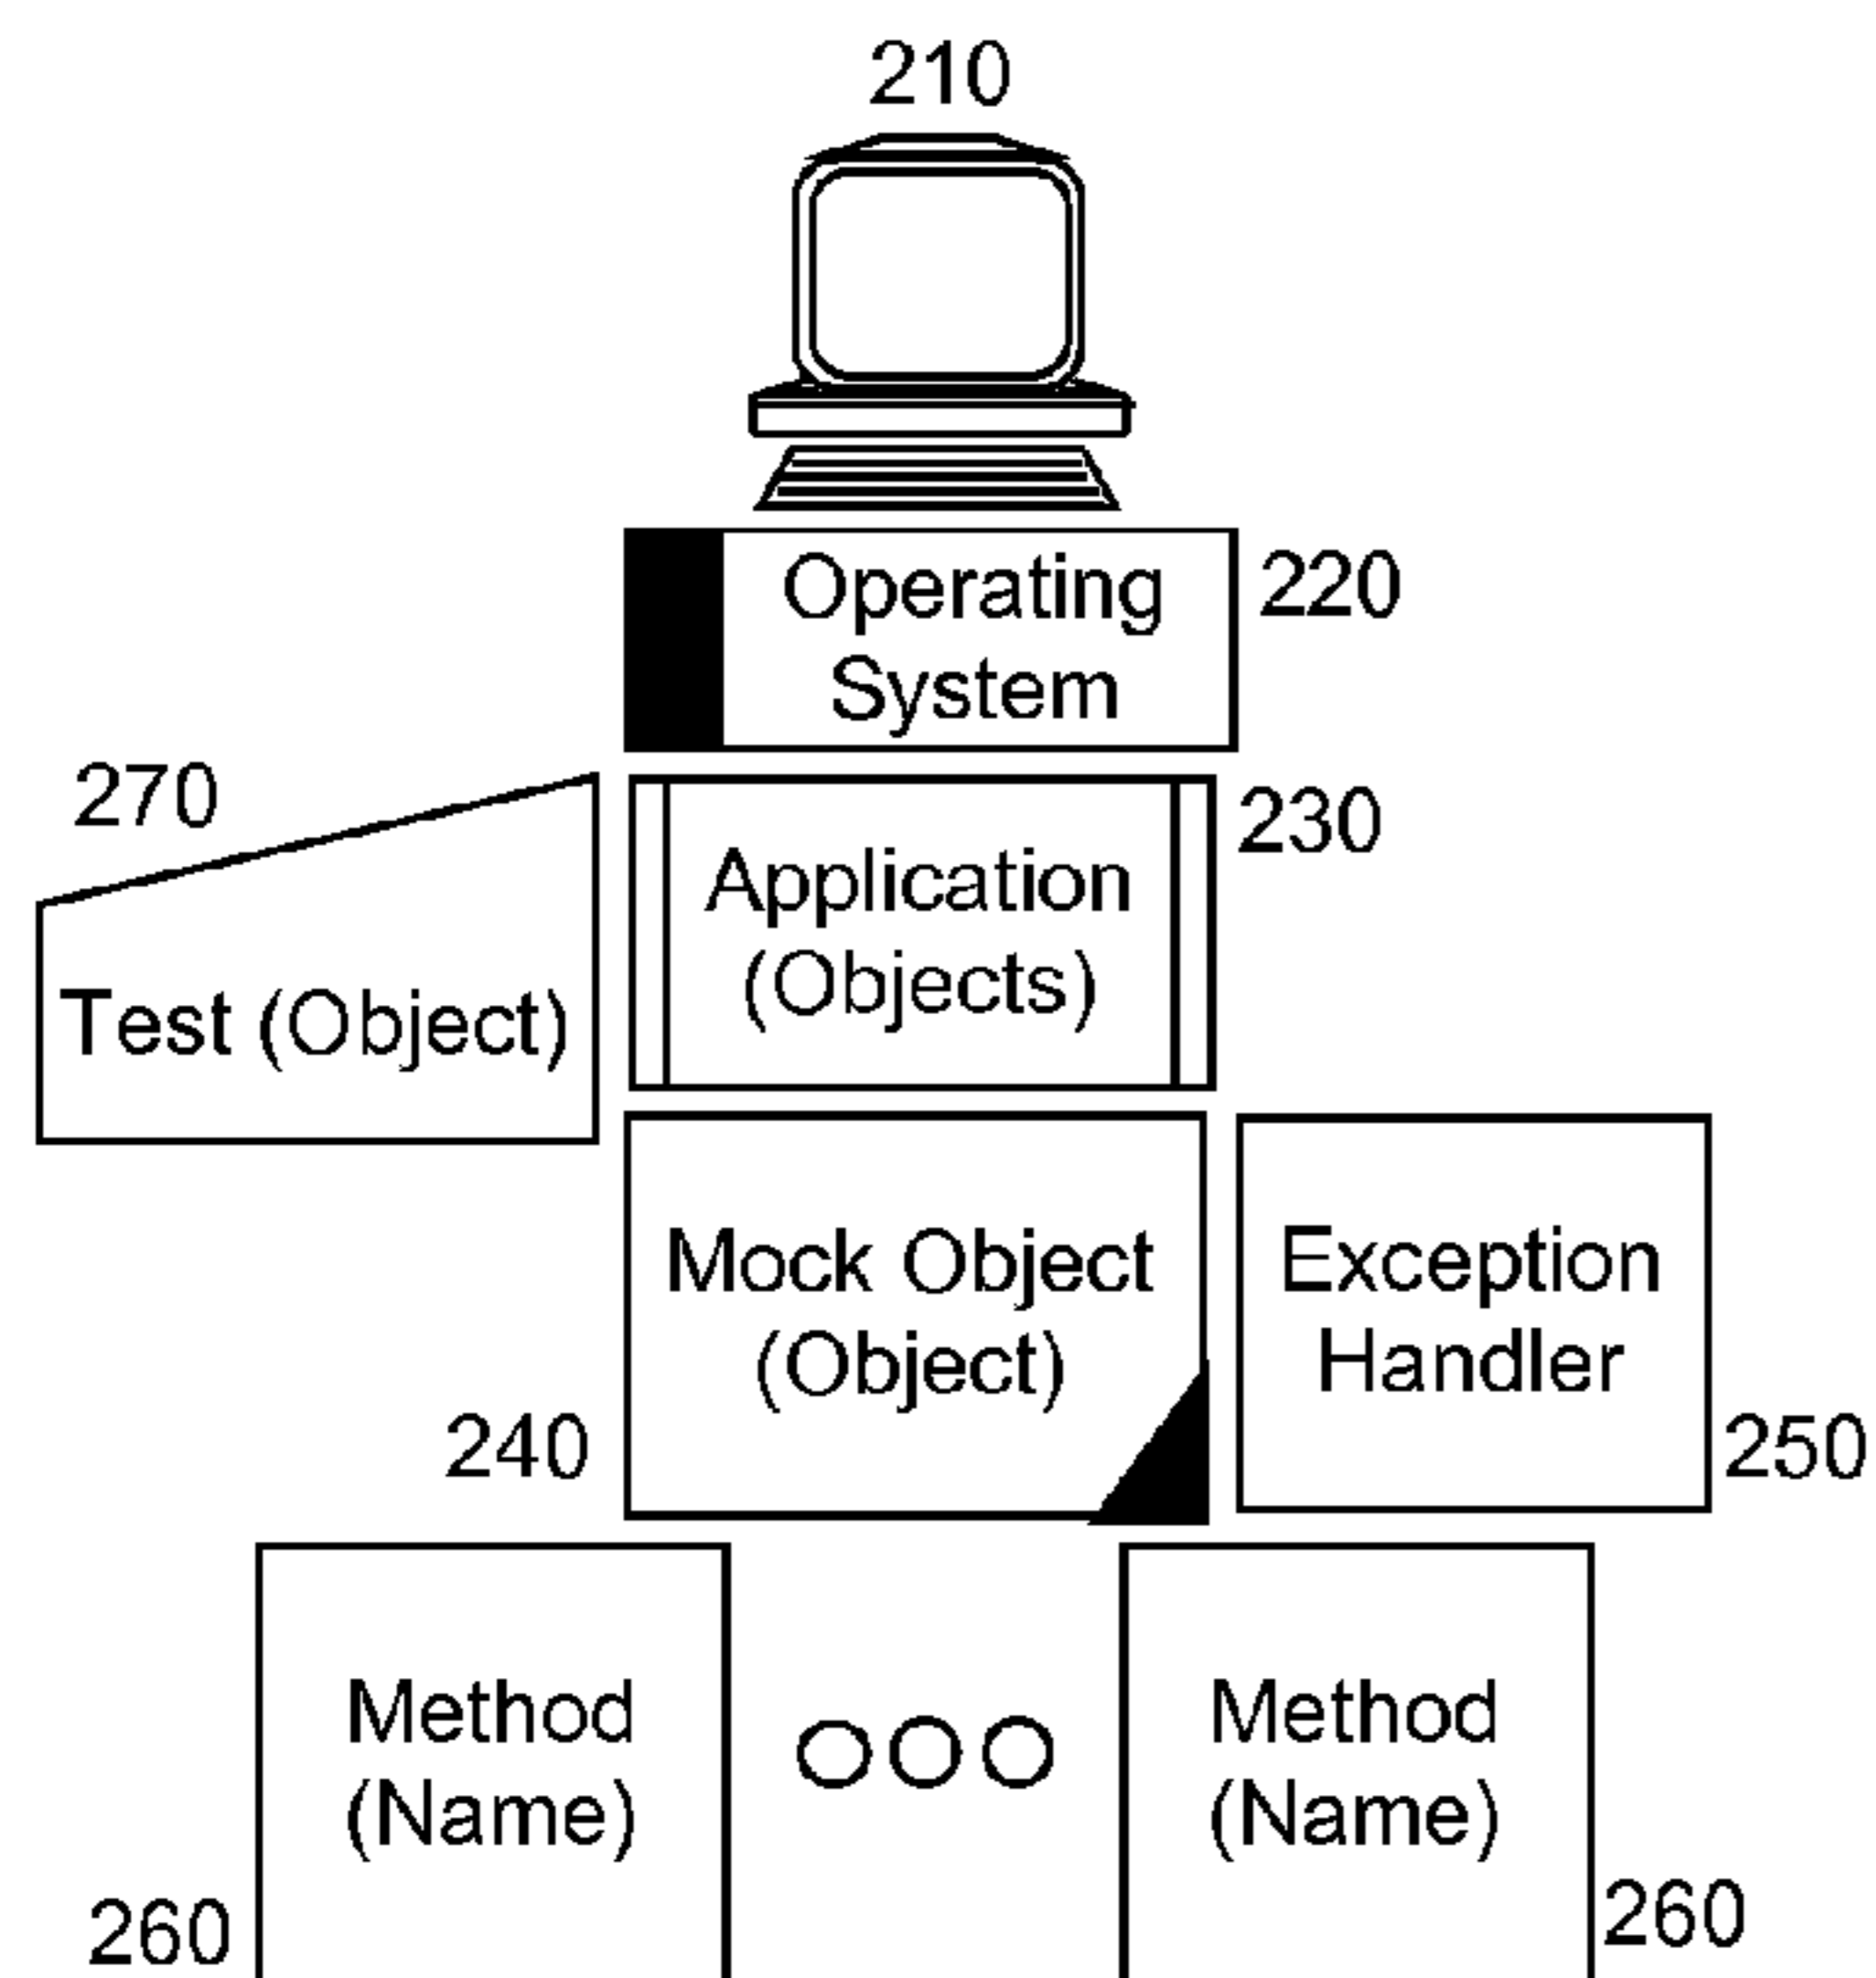 210
Operating
System
220
270
Application
(Objects)
230
Test (Object)
Mock Object
(Object)
240
Exception
Handler
250
Method
(Name)
260
Method
(Name)
260